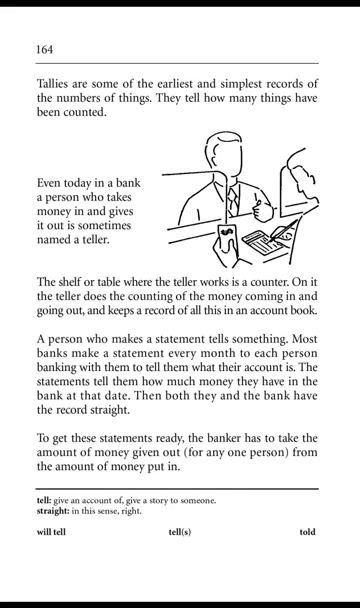 164
Tallies are some of the earliest and simplest records of
the numbers of things. They tell how many things have
been counted.
Even today in a bank
a person who takes
money in and gives
it out is sometimes
named a teller.
The shelf or table where the teller works is a counter. On it
the teller does the counting of the money coming in and
going out, and keeps a record of all this in an account book.
A person who makes a statement tells something. Most
banks make a statement every month to each person
banking with them to tell them what their account is. The
statements tell them how much money they have in the
bank at that date. Then both they and the bank have
the record straight.
To get these statements ready, the banker has to take the
amount of money given out (for any one person) from
the amount of money put in.
tell: give an account of, give a story to someone.
straight: in this sense, right.
will tell tell(s) told